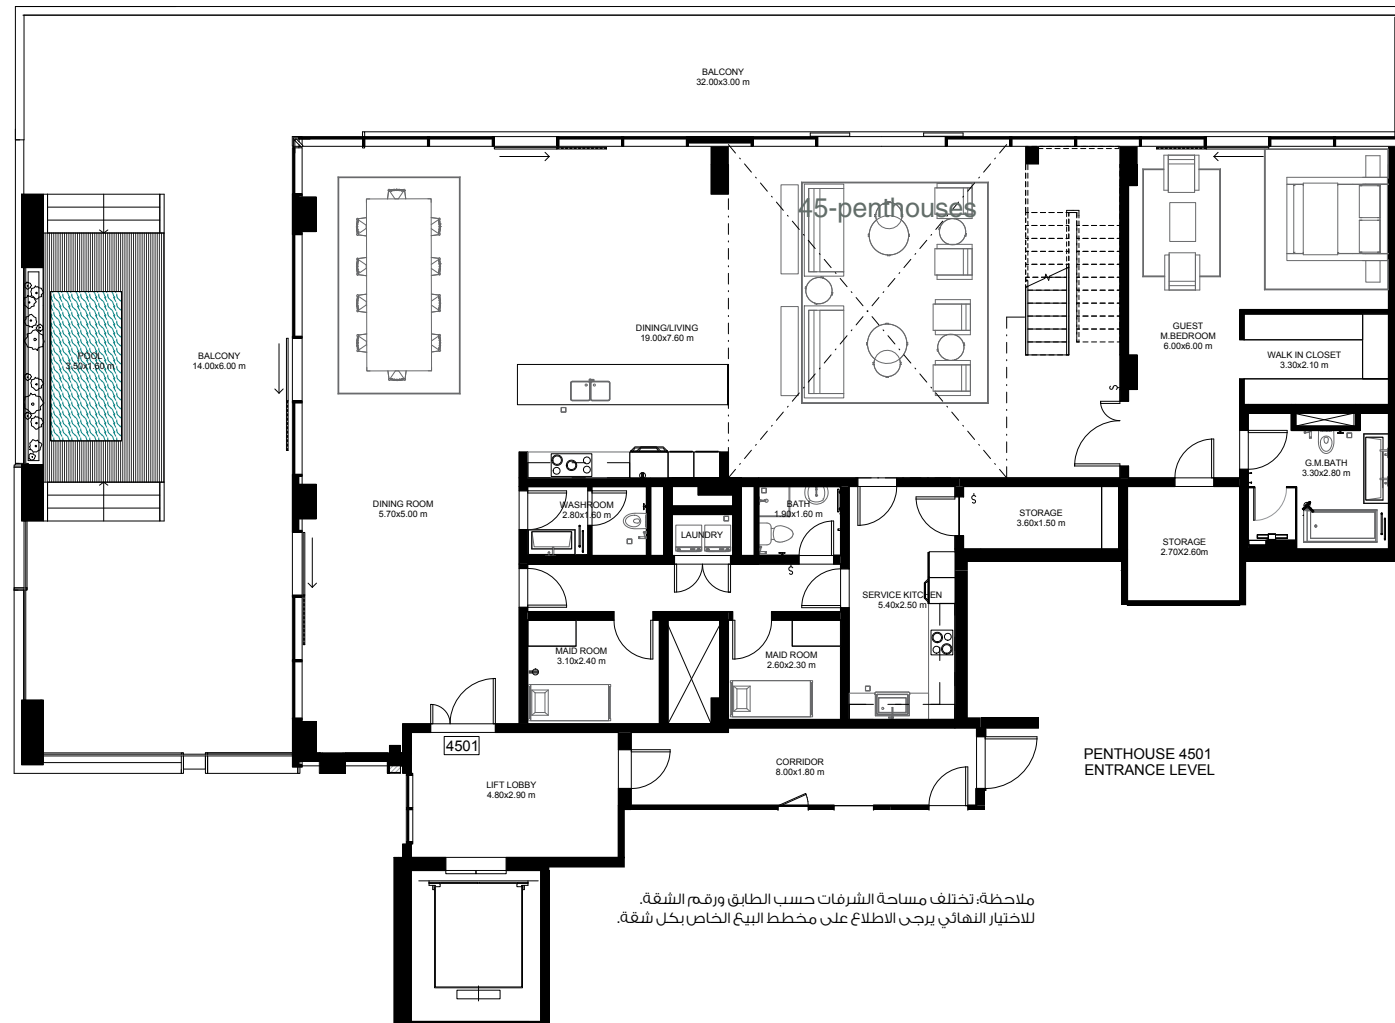 BALCONY
32.00x3.00 m
45-penthouses
DINING/LIVING
19.00x7.60 m
GUEST
M.BEDROOM
6.00x6.00 m
WALK IN CLOSET
3.30x2.10 m
POOL
3.50x1.60 m
BALCONY
14.00x6.00 m
G.M.BATH
3.30x2.80 m
DINING ROOM
5.70x5.00 m
WASHROOM
2.80x1.60 m
LAUNDRY
BATH
1.90x1.60 m
STORAGE
3.60x1.50 m
STORAGE
2.70X2.60m
SERVICE KITCHEN
5.40x2.50 m
MAID ROOM
3.10x2.40 m
MAID ROOM
2.60x2.30 m
4501
LIFT LOBBY
4.80x2.90 m
CORRIDOR
8.00x1.80 m
PENTHOUSE 4501
ENTRANCE LEVEL
ملاحظة: تختلف مساحة الشرفات حسب الطابق ورقم الشقة.
للاختيار النهائي يرجى الاطلاع على مخطط البيع الخاص بكل شقة.